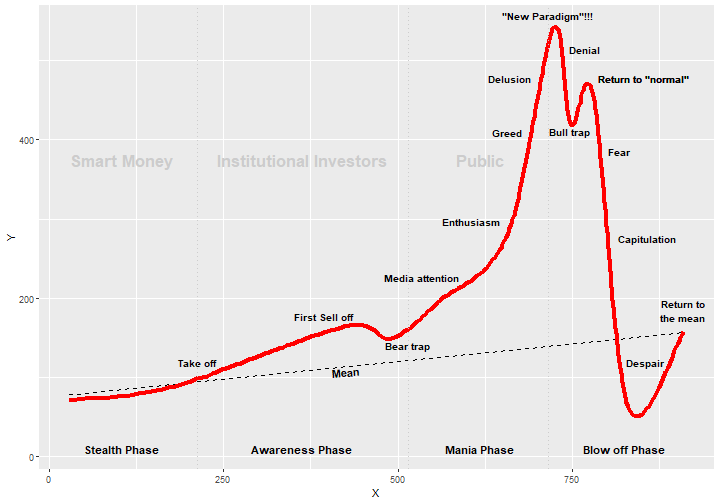 "New Paradigm"!!!
Denial
Delusion
Return to "normal"
Greed
Bull trap
Fear
Smart Money
Institutional Investors
Public
Enthusiasm
Capitulation
Media attention
First Sell off
Return to
the mean
Bear trap
Take off
Mean
Despair
Stealth Phase
Awareness Phase
Mania Phase
Blow off Phase
Y
400
200
0
0
250
500
750
X